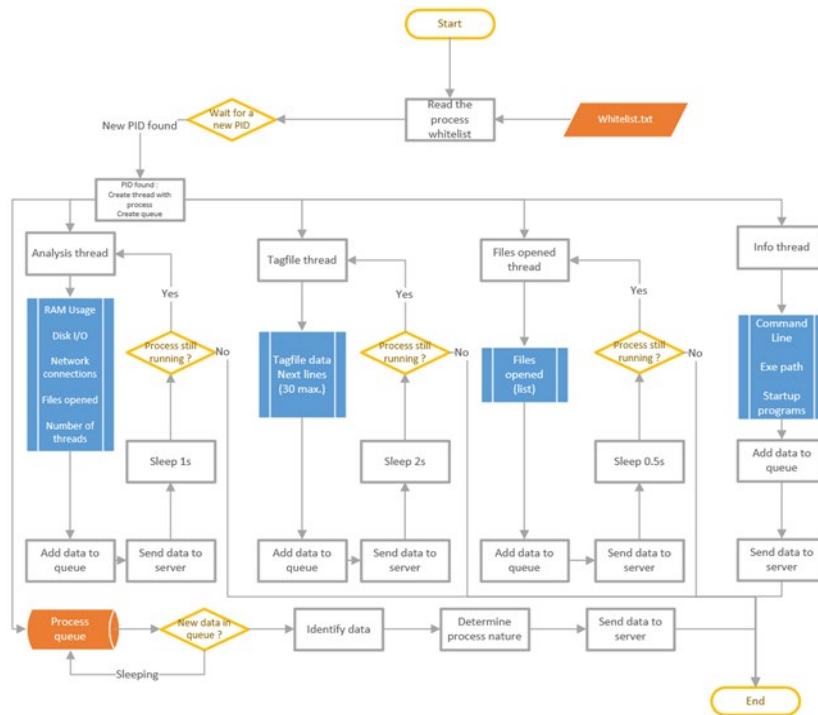 Start
Read the
process
whitelist
Whitelist.txt
Wait for a
new PID
New PID found
PID found :
Create thread with
process
Create queue
Analysis thread
Tagfile thread
Files opened
thread
Info thread
Yes
Yes
Yes
RAM Usage
Disk I/O
Network
connections
Files opened
Number of
threads
Process still
running ?
No
Tagfile data
Next lines
(30 max.)
Process still
running ?
No
Files
opened
(list)
Process still
running ?
No
Command
Line
Exe path
Startup
programs
Sleep 1s
Sleep 2s
Sleep 0.5s
Add data to
queue
Add data to
queue
Send data to
server
Add data to
queue
Send data to
server
Add data to
queue
Send data to
server
Send data to
server
Process
queue
New data in
queue ?
Identify data
Determine
process nature
Send data to
server
Sleeping
End